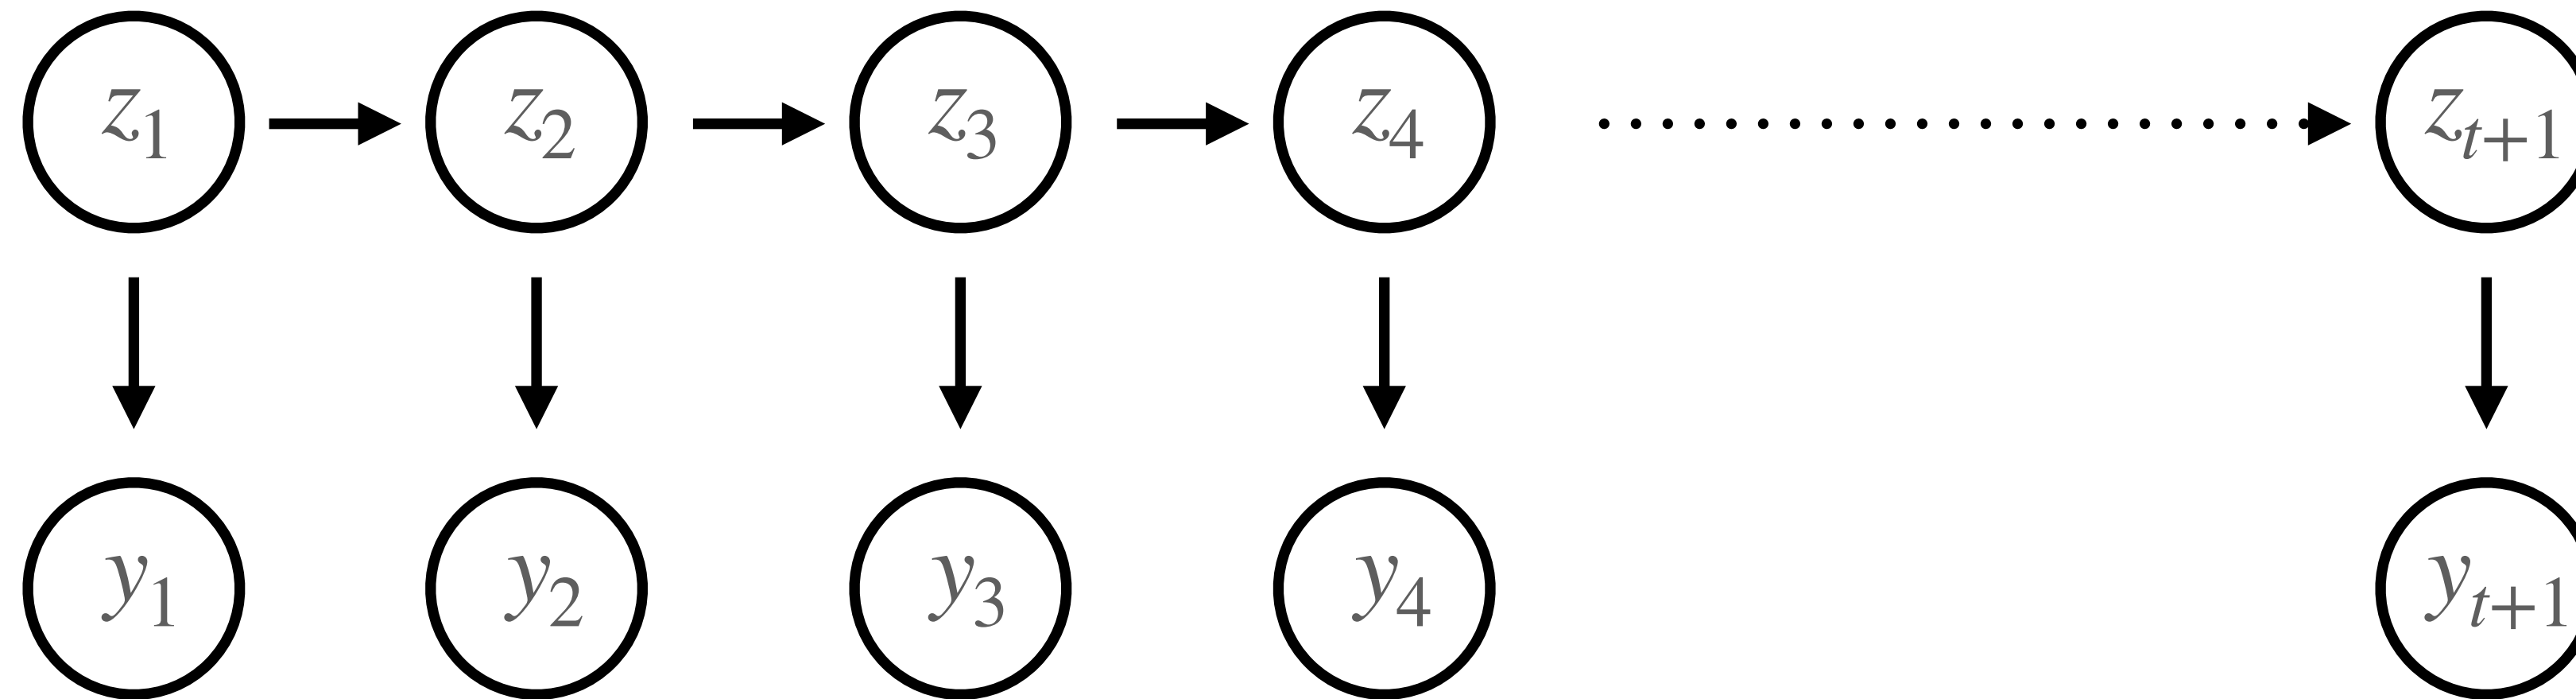 z₁ z₂ z₃ z₄ zₜ₊₁
y₁ y₂ y₃ y₄ yₜ₊₁